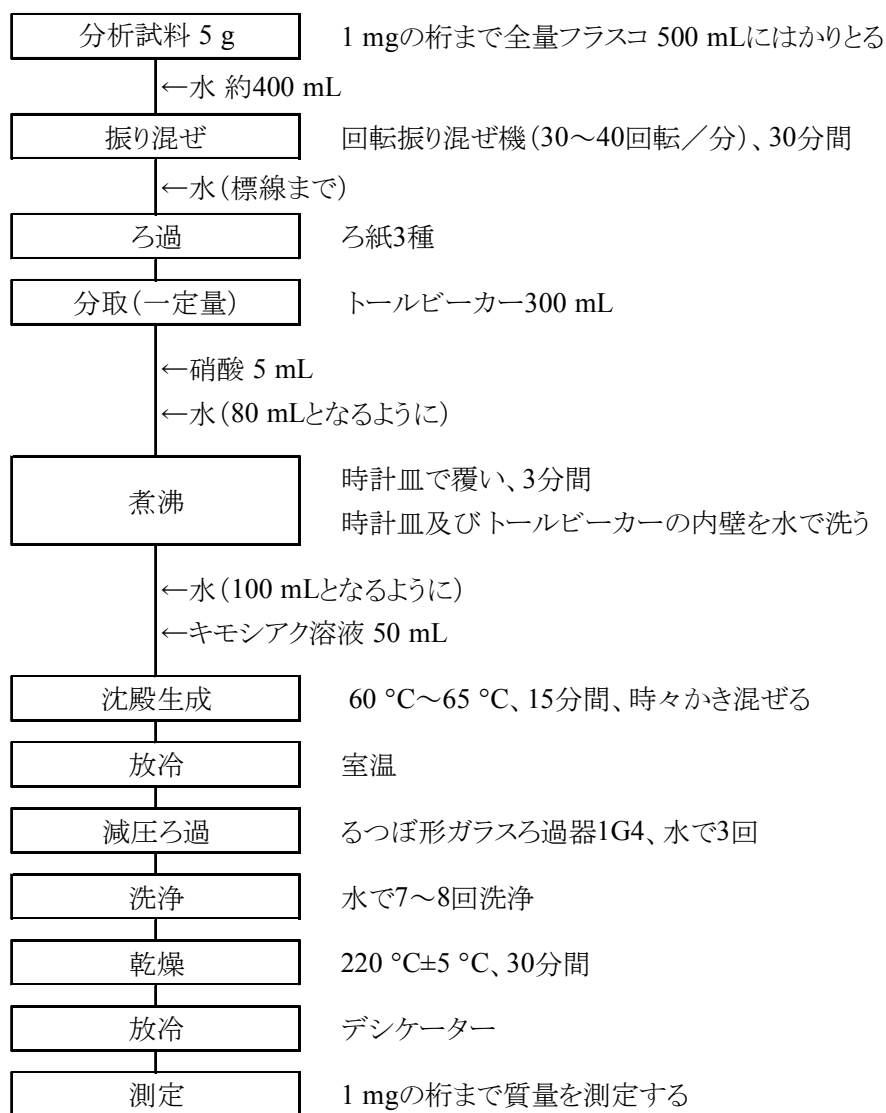 分析試料 5 g 1 mgの桁まで全量フラスコ 500 mLにはかりとる
←水 約400 mL
振り混ぜ 回転振り混ぜ機(30~40回転/分)、30分間
←水(標線まで)
ろ過 ろ紙3種
分取(一定量) トールビーカー300 mL
←硝酸 5 mL
←水(80 mLとなるように)
時計皿で覆い、3分間
煮沸
時計皿及びトールビーカーの内壁を水で洗う
←水(100 mLとなるように)
←キモシアク溶液 50 mL
沈殿生成 60 °C~65 °C、15分間、時々かき混ぜる
放冷 室温
減圧ろ過 るつぼ形ガラスろ過器1G4、水で3回
洗浄 水で7~8回洗浄
乾燥 220 °C±5 °C、30分間
放冷 デシケーター
測定 1 mgの桁まで質量を測定する